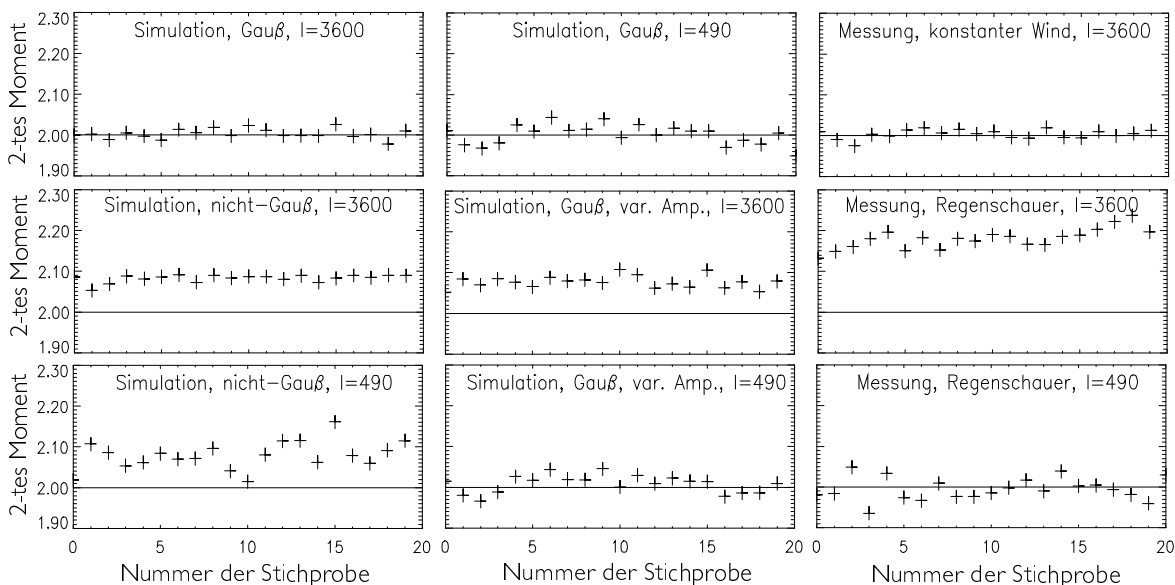 2.30
2.20
2.10
2.00
1.90
2-tes Moment
Simulation, Gauß, l=3600
Simulation, Gauß, l=490
Messung, konstanter Wind, l=3600
2.30
2.20
2.10
2.00
1.90
2-tes Moment
Simulation, nicht-Gauß, l=3600
Simulation, Gauß, var. Amp., l=3600
Messung, Regenschauer, l=3600
2.30
2.20
2.10
2.00
1.90
2-tes Moment
Simulation, nicht-Gauß, l=490
Simulation, Gauß, var. Amp., l=490
Messung, Regenschauer, l=490
0 5 10 15 20
0 5 10 15 20
0 5 10 15 20
Nummer der Stichprobe
Nummer der Stichprobe
Nummer der Stichprobe